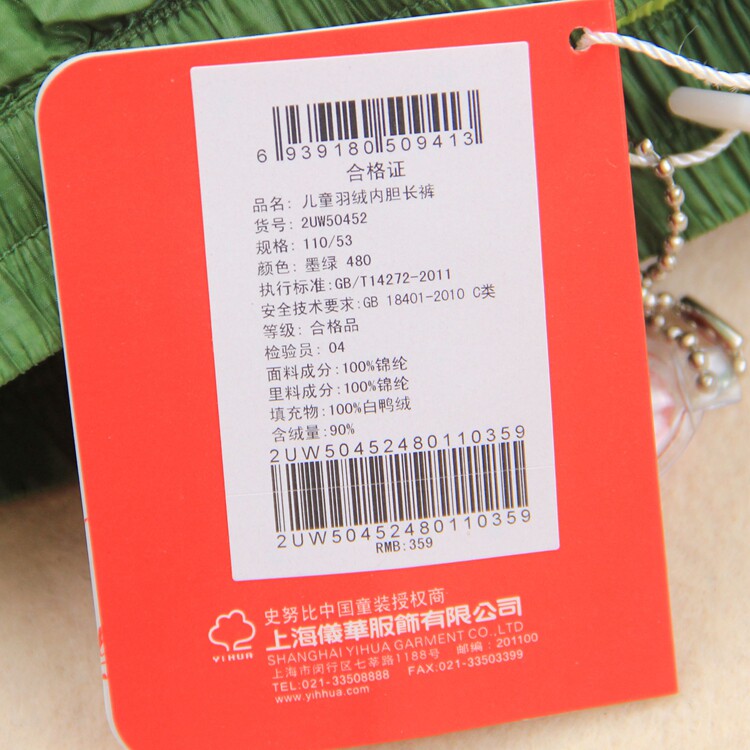 6 939180 509413
合格证
品名: 儿童羽绒内胆长裤
货号: 2UW50452
规格: 110/53
颜色: 墨绿 480
执行标准:GB/T14272-2011
安全技术要求:GB 18401-2010 C类
等级: 合格品
检验员: 04
面料成分:100%锦纶
里料成分:100%锦纶
填充物:100%白鸭绒
含绒量:90%
2UW50452480110359
2UW50452480110359
RMB:359
史努比中国童装授权商
上海儀華服飾有限公司
YIHUA
SHANGHAI YIHUA GARMENT CO.,LTD
上海市闵行区七莘路1188号 邮编:201100
TEL:021-33508888 FAX:021-33503399
www.yihhua.com